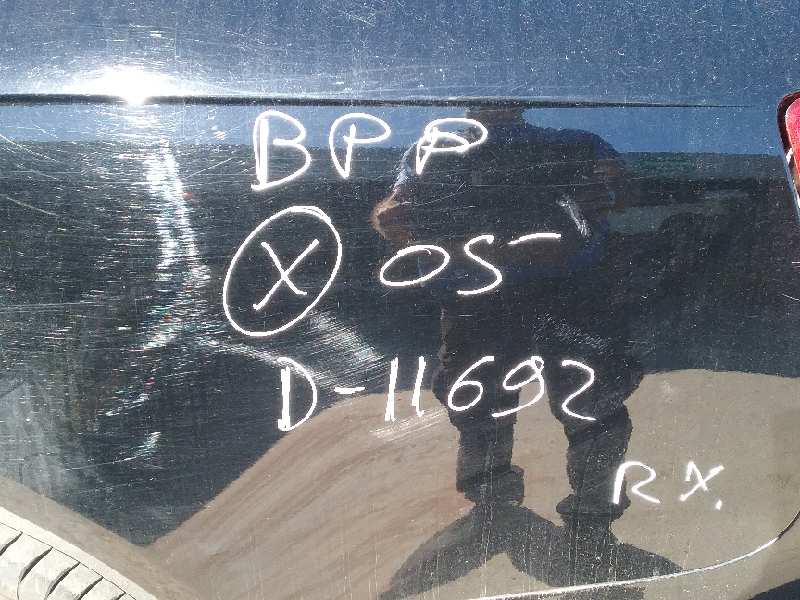 BPP
X 05-
D-11692
RX